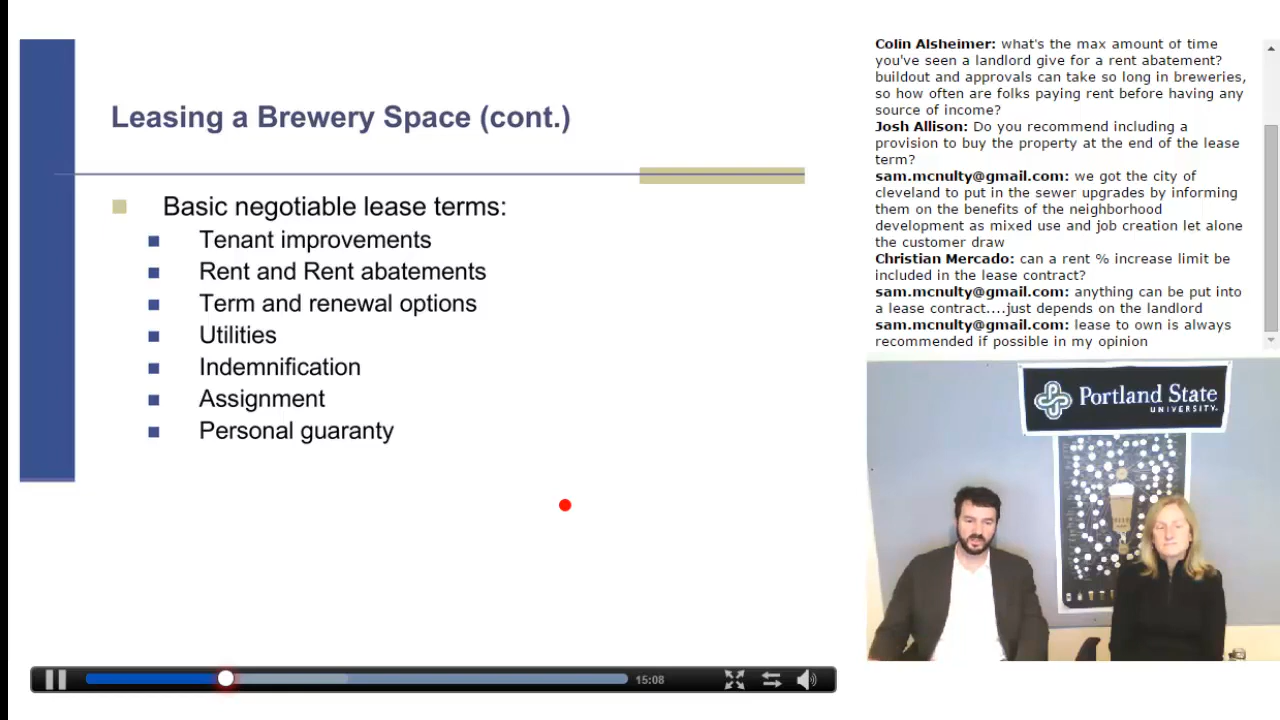 Leasing a Brewery Space (cont.)
Basic negotiable lease terms:
Tenant improvements
Rent and Rent abatements
Term and renewal options
Utilities
Indemnification
Assignment
Personal guaranty
15:08
Colin Alsheimer: what's the max amount of time
you've seen a landlord give for a rent abatement?
buildout and approvals can take so long in breweries,
so how often are folks paying rent before having any
source of income?
Josh Allison: Do you recommend including a
provision to buy the property at the end of the lease
term?
sam.mcnulty@gmail.com: we got the city of
cleveland to put in the sewer upgrades by informing
them on the benefits of the neighborhood
development as mixed use and job creation let alone
the customer draw
Christian Mercado: can a rent % increase limit be
included in the lease contract?
sam.mcnulty@gmail.com: anything can be put into
a lease contract....just depends on the landlord
sam.mcnulty@gmail.com: lease to own is always
recommended if possible in my opinion
Portland State
UNIVERSITY